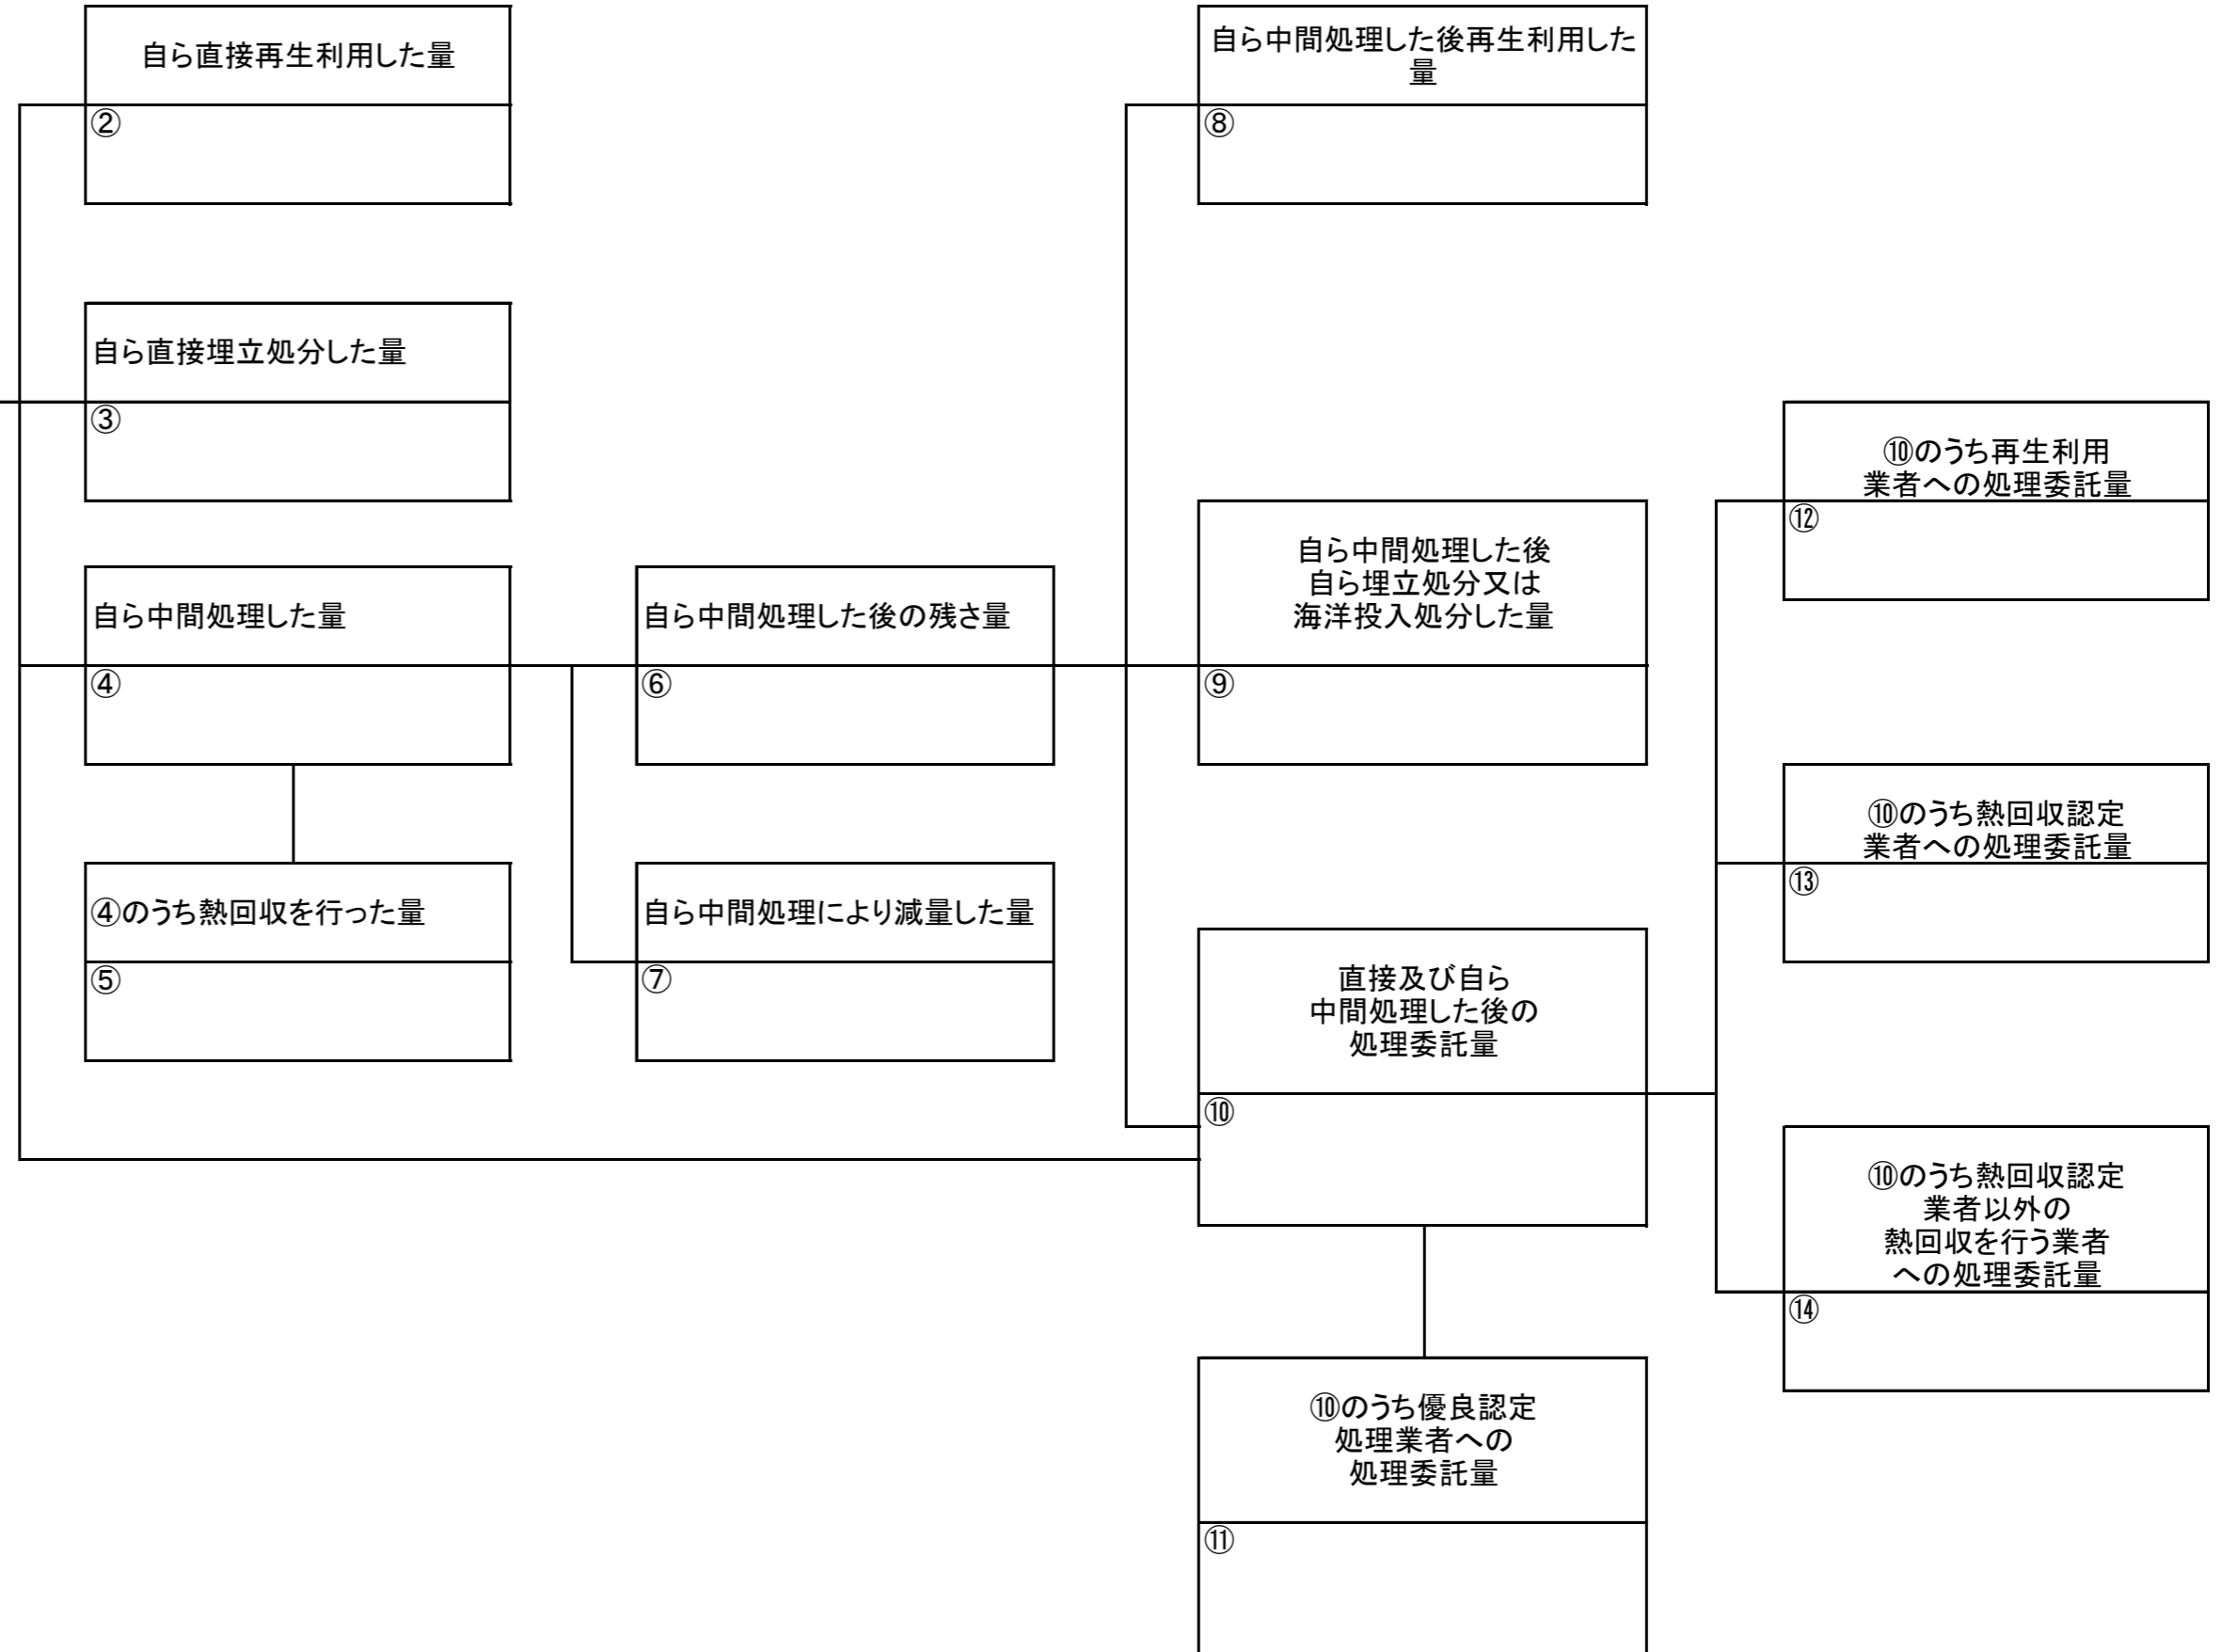 自ら直接再生利用した量
②
自ら直接埋立処分した量
③
自ら中間処理した量
④
④のうち熱回収を行った量
⑤
自ら中間処理した後の残さ量
⑥
自ら中間処理により減量した量
⑦
自ら中間処理した後再生利用した
量
⑧
自ら中間処理した後
自ら埋立処分又は
海洋投入処分した量
⑨
直接及び自ら
中間処理した後の
処理委託量
⑩
⑩のうち優良認定
処理業者への
処理委託量
⑪
⑩のうち再生利用
業者への処理委託量
⑫
⑩のうち熱回収認定
業者への処理委託量
⑬
⑩のうち熱回収認定
業者以外の
熱回収を行う業者
への処理委託量
⑭